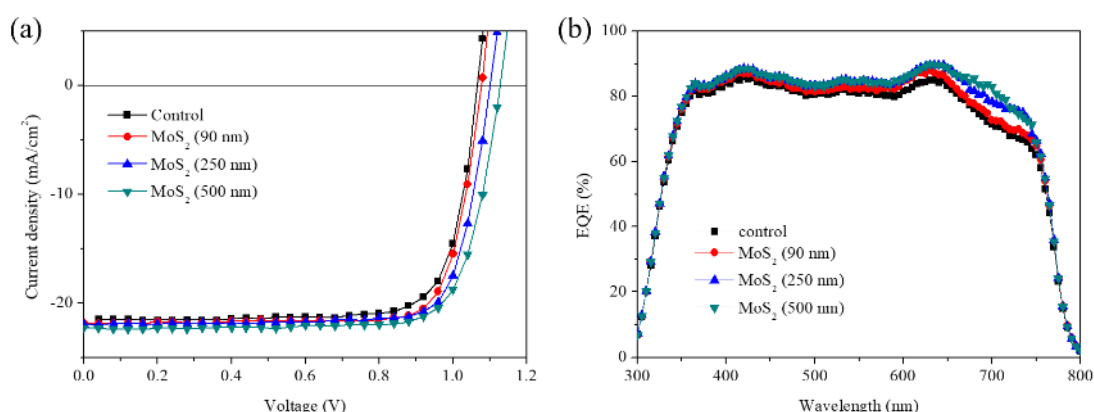 (a)
Current density (mA/cm²)
0
-10
-20
Control
MoS₂ (90 nm)
MoS₂ (250 nm)
MoS₂ (500 nm)
0.0 0.2 0.4 0.6 0.8 1.0 1.2
Voltage (V)
(b)
EQE (%)
100
80
60
40
20
0
control
MoS₂ (90 nm)
MoS₂ (250 nm)
MoS₂ (500 nm)
300 400 500 600 700 800
Wavelength (nm)